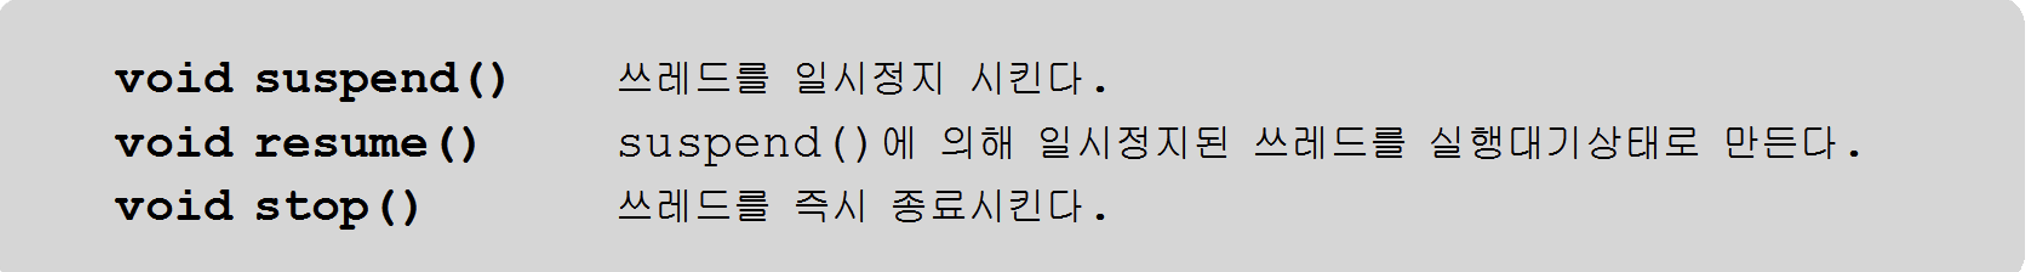 void suspend() 쓰레드를 일시정지 시킨다.
void resume() suspend()에 의해 일시정지된 쓰레드를 실행대기상태로 만든다.
void stop() 쓰레드를 즉시 종료시킨다.